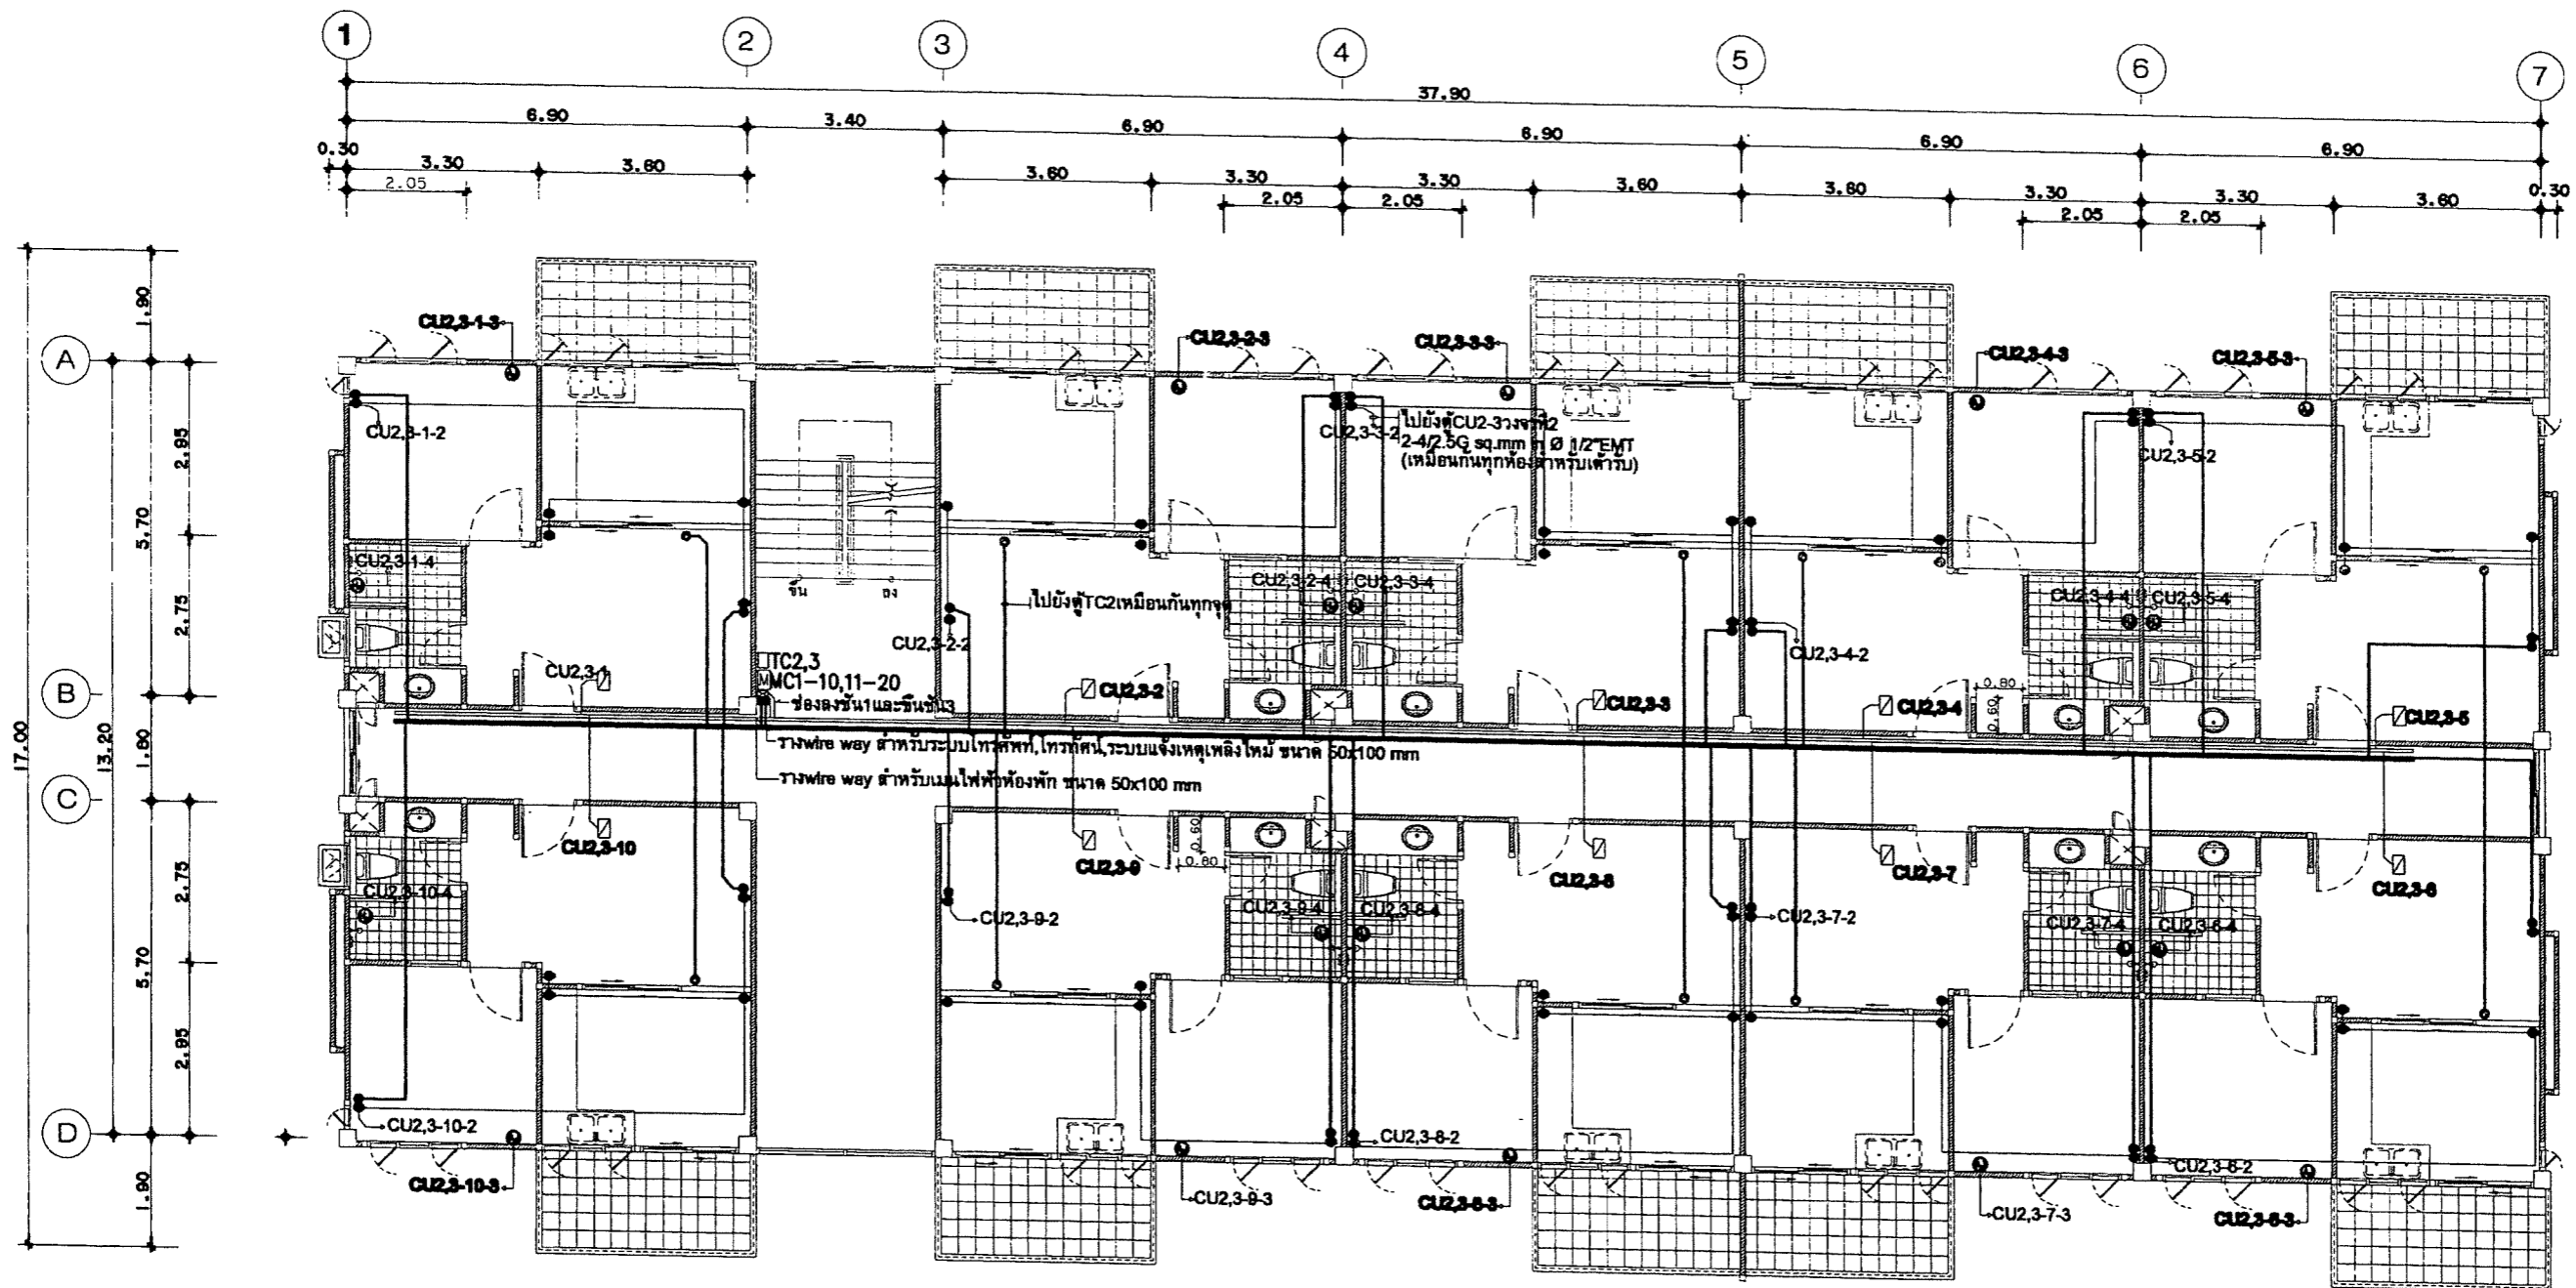 1 2 3 4 5 6 7
37.90
6.90 3.40 6.90 6.90 6.90 6.90
0.30 3.30 3.60 3.60 3.30 3.30 3.60 3.60 3.30 3.30 3.60 0.30
2.05 2.05 2.05 2.05 2.05
17.00
13.20
1.90
5.70
1.80
5.70
1.90
2.95
2.75
2.75
2.95
A
B
C
D
CU2,3-1-3
CU2,3-2-3
CU2,3-3-3
CU2,3-4-3
CU2,3-5-3
CU2,3-1-2
CU2,3-3-2
ไปยังตู้CU2-3วงจรที่2
2-4/2.5G sq.mm in Ø 1/2"EMT
(เหมือนกันทุกห้องสำหรับเต้ารับ)
CU2,3-5-2
CU2,3-1-4
CU2,3-2-4
CU2,3-3-4
CU2,3-4-4
CU2,3-5-4
ขึ้น
ลง
ไปยังตู้TC2เหมือนกันทุกจุด
CU2,3-2-2
CU2,3-4-2
TC2,3
M MC1-10,11-20
ช่องลงชั้น1และขึ้นชั้น3
CU2,3-1
CU2,3-2
CU2,3-3
CU2,3-4
CU2,3-5
0.80
0.60
รางwire way สำหรับระบบโทรศัพท์,โทรทัศน์,ระบบแจ้งเหตุเพลิงไหม้ ขนาด 50x100 mm
รางwire way สำหรับเมนไฟฟ้าห้องพัก ขนาด 50x100 mm
CU2,3-10
CU2,3-9
0.60
0.80
CU2,3-8
CU2,3-7
CU2,3-6
CU2,3-10-4
CU2,3-9-2
CU2,3-9-4
CU2,3-8-4
CU2,3-7-2
CU2,3-7-4
CU2,3-6-4
CU2,3-10-2
CU2,3-8-2
CU2,3-6-2
CU2,3-10-3
CU2,3-9-3
CU2,3-8-3
CU2,3-7-3
CU2,3-6-3